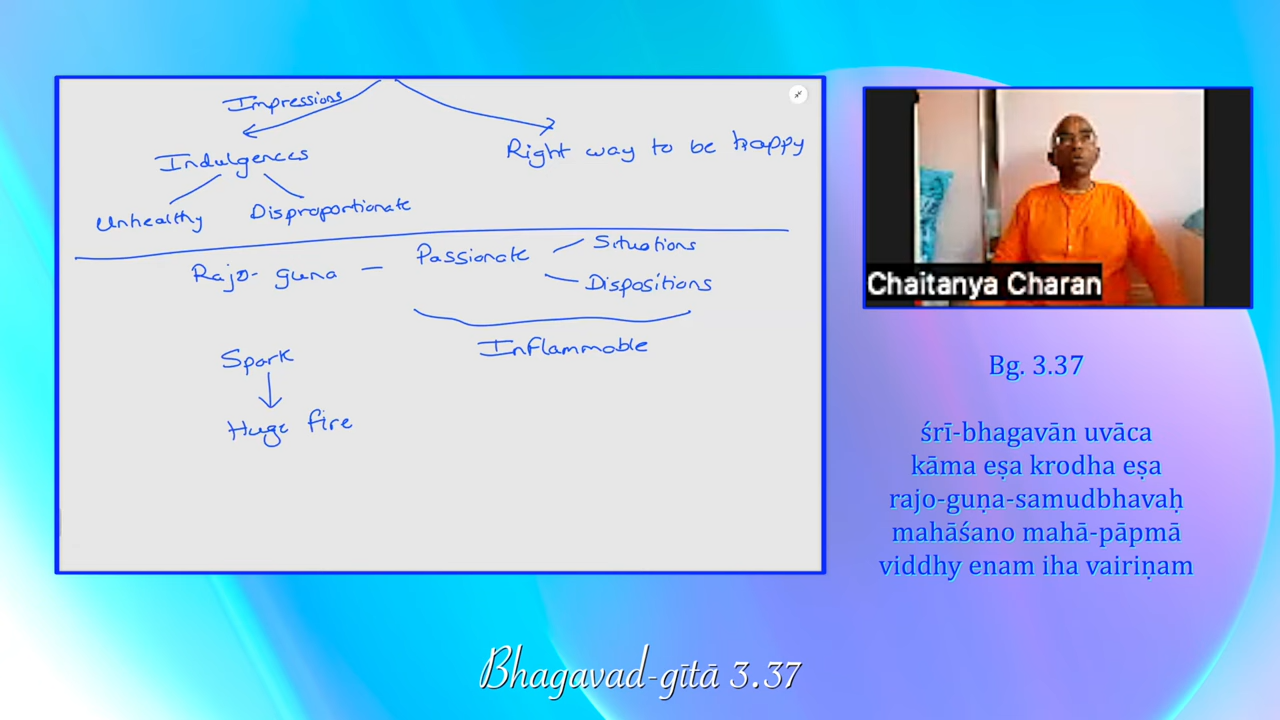 Impressions
Indulgences
Right way to be happy
Unhealthy
Disproportionate
Rajo-guna — Passionate
Situations
Dispositions
Inflammable
Spark
Huge fire
Chaitanya Charan
Bg. 3.37
śrī-bhagavān uvāca
kāma eṣa krodha eṣa
rajo-guṇa-samudbhavaḥ
mahāśano mahā-pāpmā
viddhy enam iha vairiṇam
Bhagavad-gītā 3.37